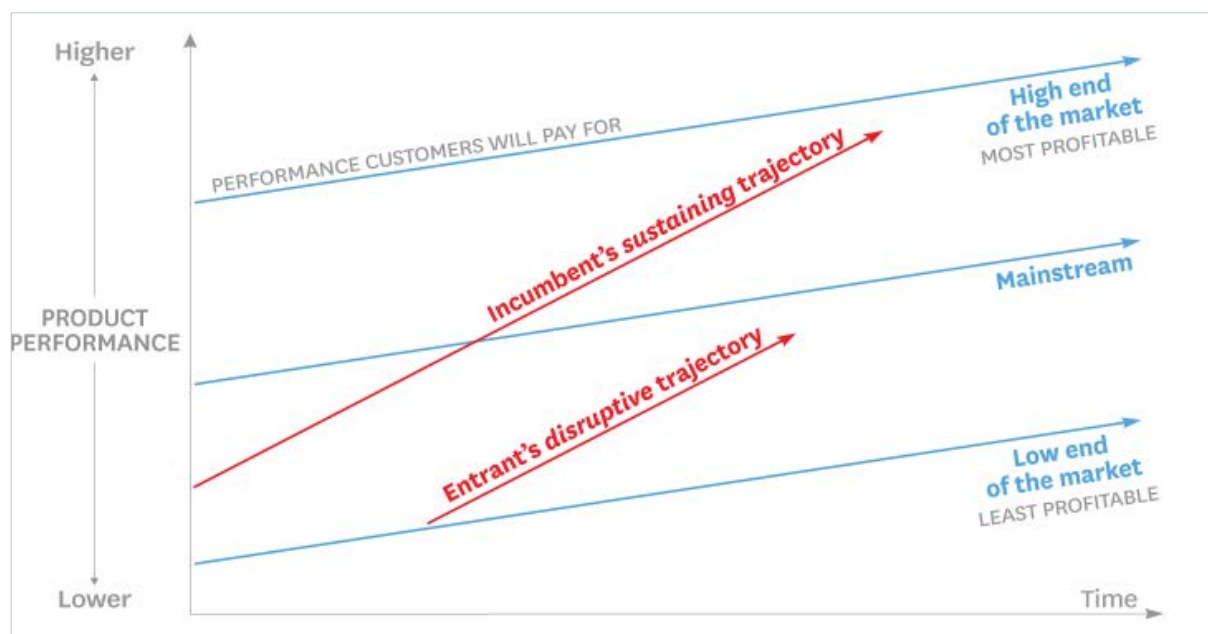 Higher
PRODUCT
PERFORMANCE
Lower
PERFORMANCE CUSTOMERS WILL PAY FOR
Incumbent's sustaining trajectory
Entrant's disruptive trajectory
High end
of the market
MOST PROFITABLE
Mainstream
Low end
of the market
LEAST PROFITABLE
Time